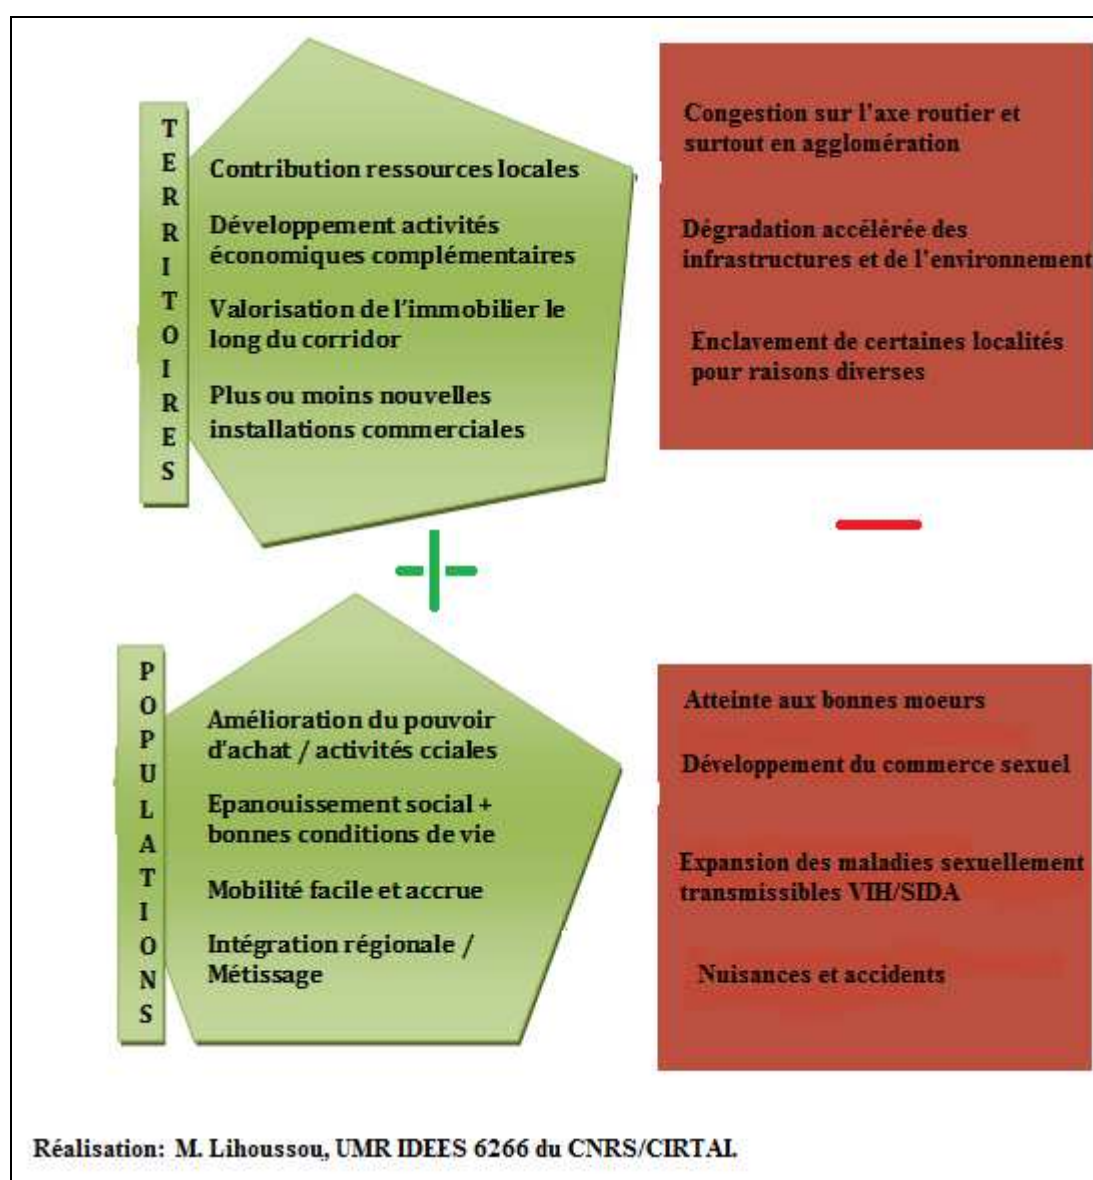 TERRITOIRES
Contribution ressources locales
Développement activités
économiques complémentaires
Valorisation de l'immobilier le
long du corridor
Plus ou moins nouvelles
installations commerciales
Congestion sur l'axe routier et
surtout en agglomération
Dégradation accélérée des
infrastructures et de l'environnement
Enclavement de certaines localités
pour raisons diverses
POPULATIONS
Amélioration du pouvoir
d'achat / activités cciales
Epanouissement social +
bonnes conditions de vie
Mobilité facile et accrue
Intégration régionale /
Métissage
Atteinte aux bonnes moeurs
Développement du commerce sexuel
Expansion des maladies sexuellement
transmissibles VIH/SIDA
Nuisances et accidents
Réalisation: M. Lihoussou, UMR IDEES 6266 du CNRS/CIRTAI.